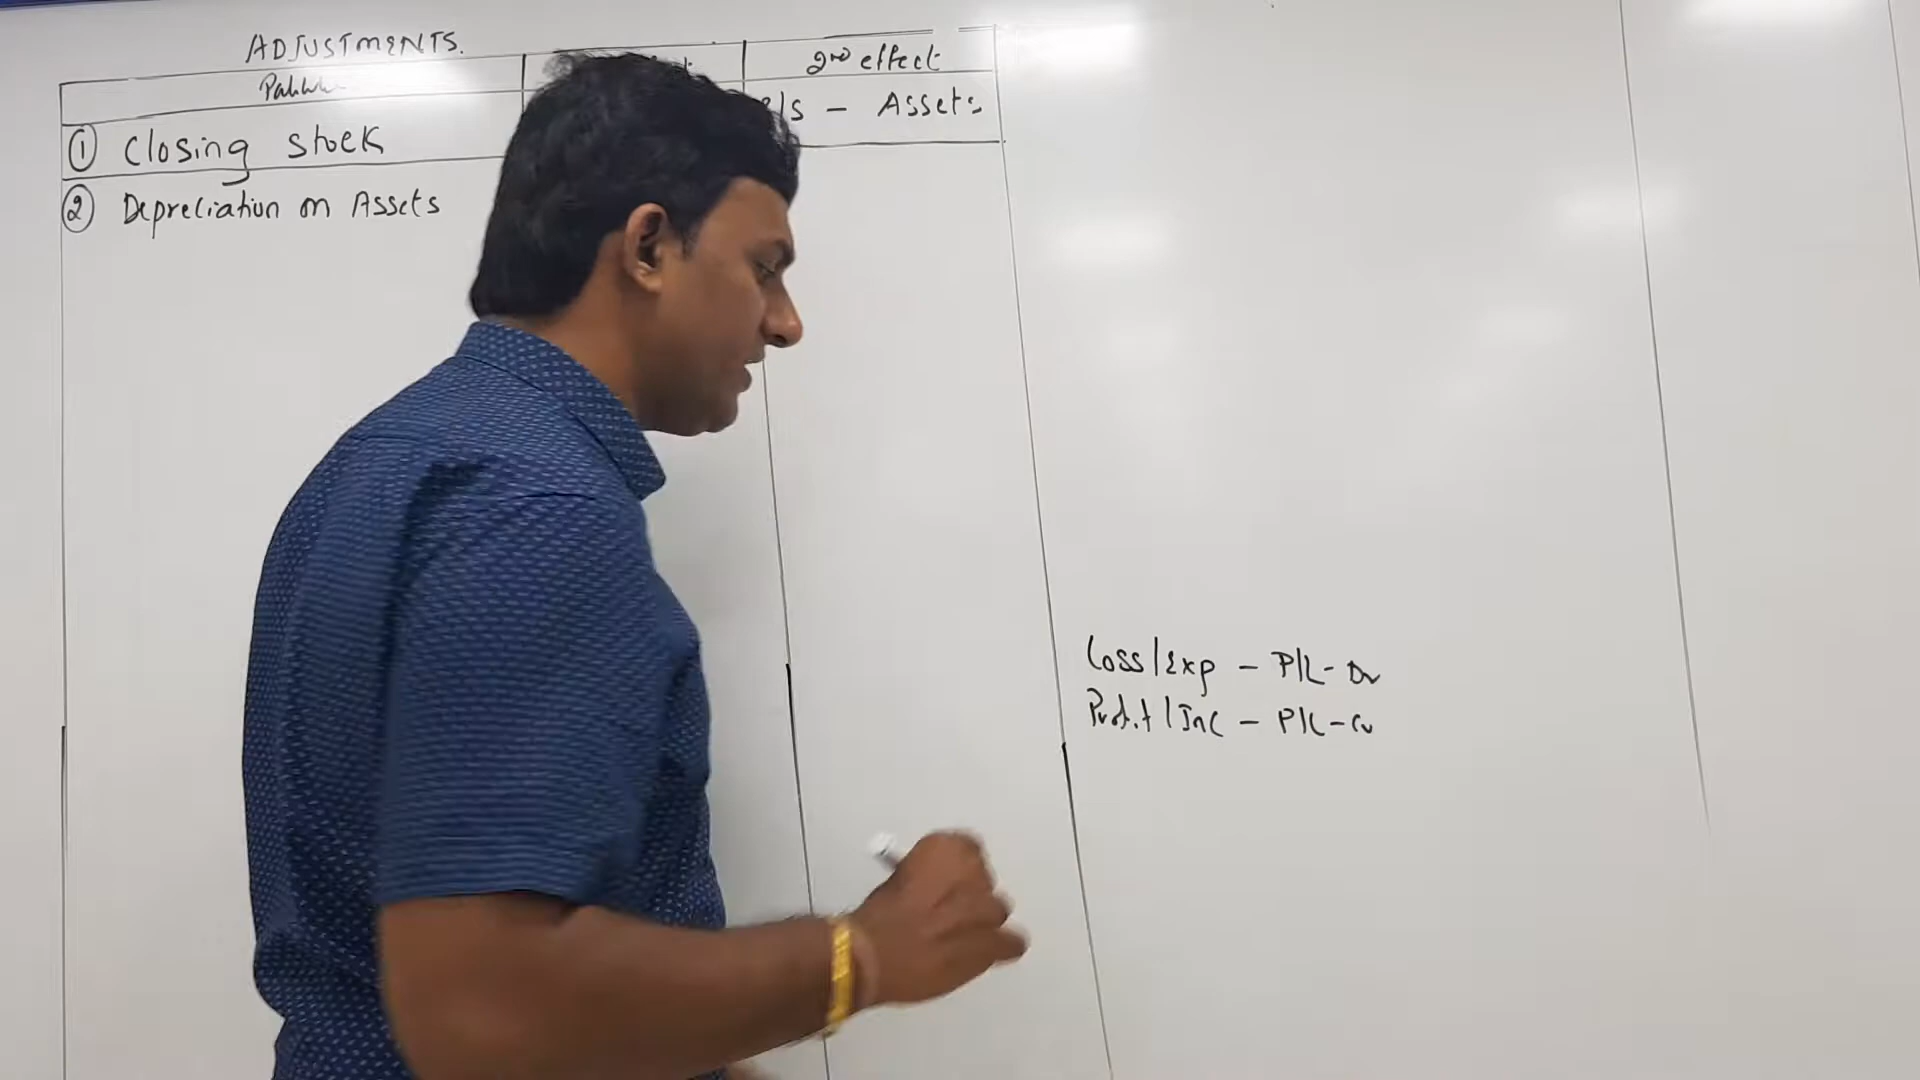 ADJUSTMENTS.
2nd effect
/s - Assets
① Closing stock
② Depreciation on Assets
Loss/Exp - P/L - Dr
Profit/Inc - P/L - Cr